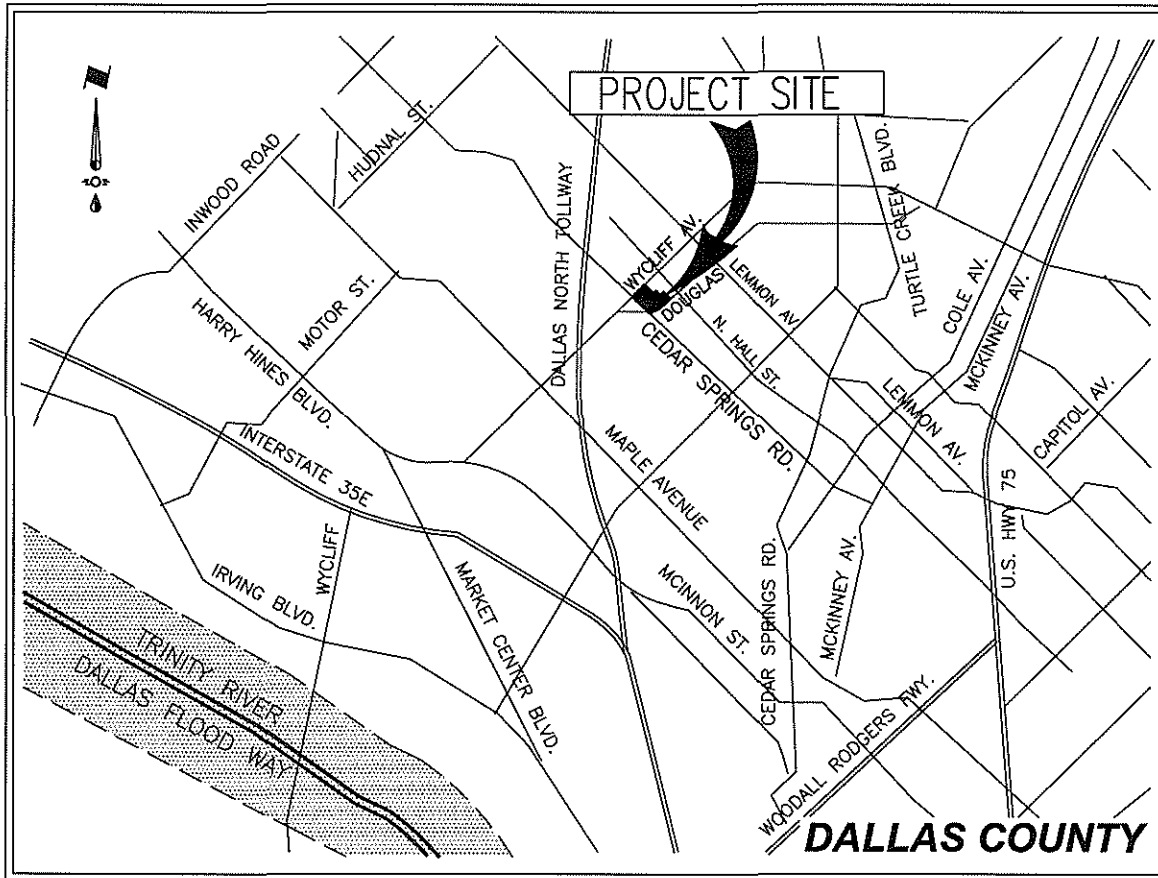 PROJECT SITE
HUDNAL ST.
INWOOD ROAD
MOTOR ST.
HARRY HINES BLVD.
INTERSTATE 35E
WYCLIFF
IRVING BLVD.
TRINITY RIVER
DALLAS FLOOD WAY
MARKET CENTER BLVD.
DALLAS NORTH TOLLWAY
WYCLIFF AV.
DOUGLAS
LEMMON AV.
N. HALL ST.
CEDAR SPRINGS RD.
MAPLE AVENUE
MCINNON ST.
CEDAR SPRINGS RD.
MCKINNEY AV.
TURTLE CREEK BLVD.
COLE AV.
MCKINNEY AV.
LEMMON AV.
CAPITOL AV.
U.S. HWY 75
WOODALL RODGERS HWY.
DALLAS COUNTY